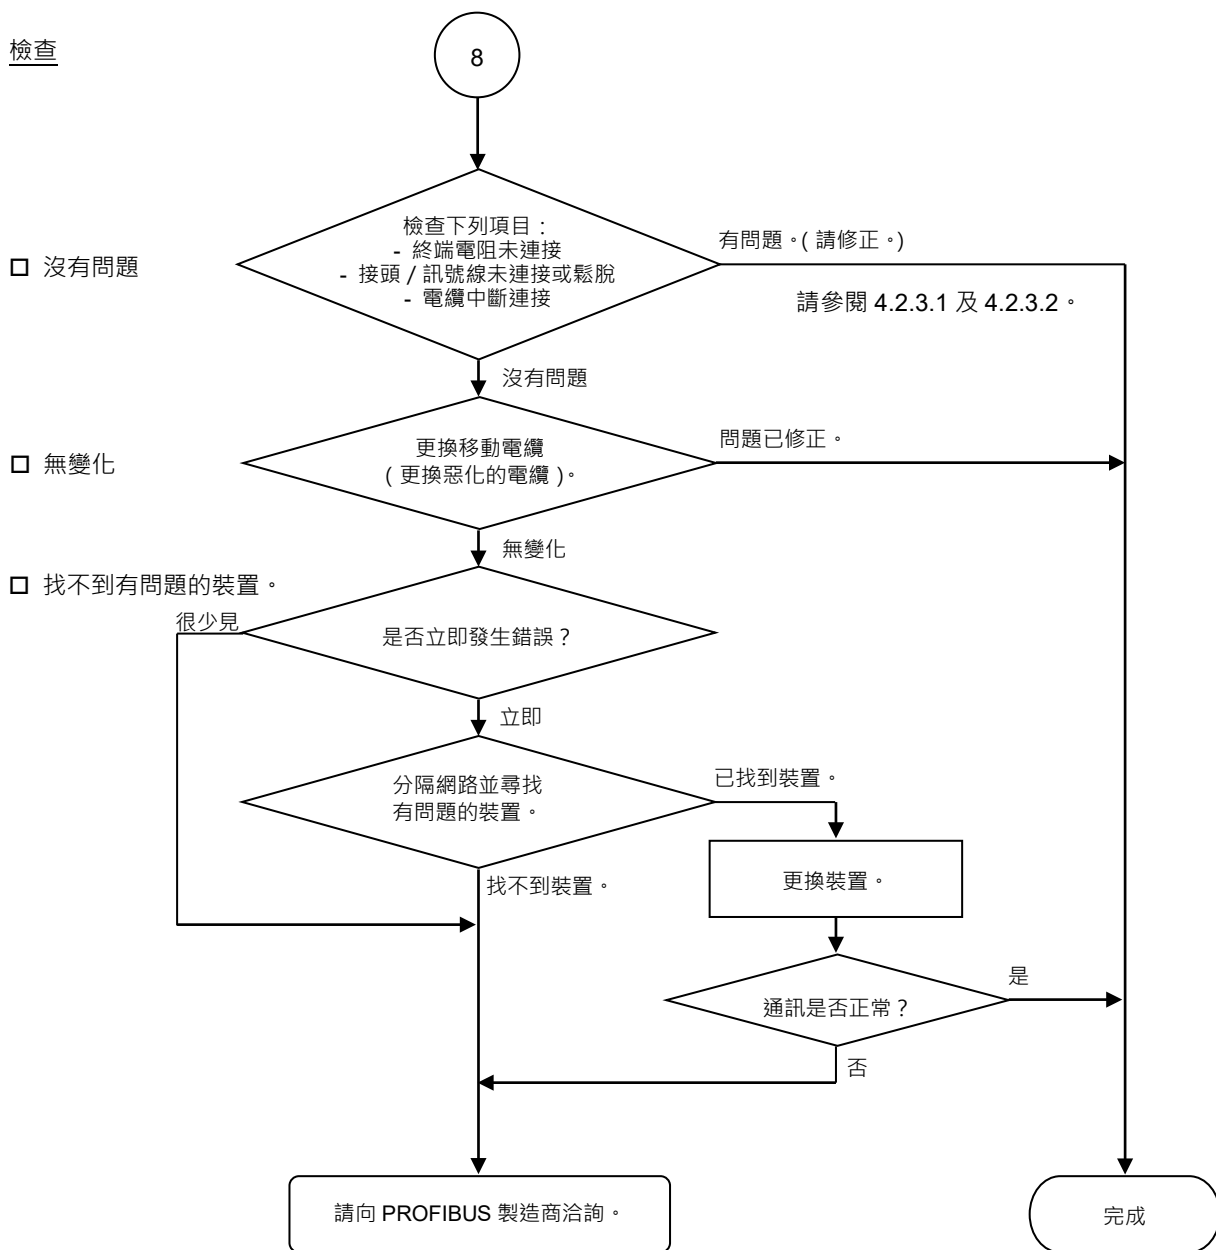 檢查
8
檢查下列項目：
- 終端電阻未連接
- 接頭 / 訊號線未連接或鬆脫
- 電纜中斷連接
有問題。( 請修正。)
□ 沒有問題
請參閱 4.2.3.1 及 4.2.3.2。
沒有問題
更換移動電纜
( 更換惡化的電纜 )。
問題已修正。
□ 無變化
無變化
□ 找不到有問題的裝置。
很少見
是否立即發生錯誤？
立即
分隔網路並尋找
有問題的裝置。
已找到裝置。
更換裝置。
找不到裝置。
通訊是否正常？
是
否
請向 PROFIBUS 製造商洽詢。
完成